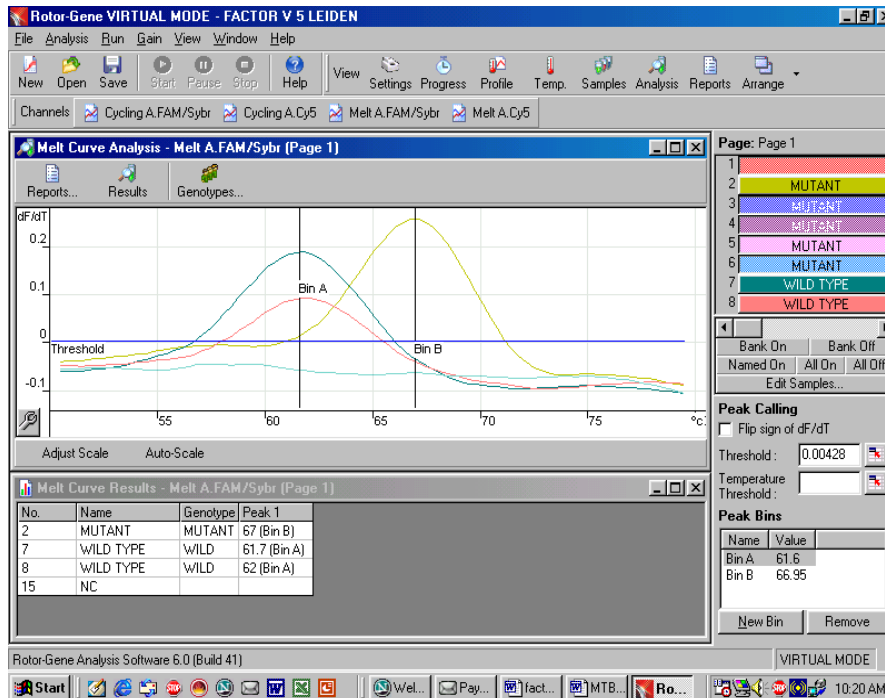 Rotor-Gene VIRTUAL MODE - FACTOR V 5 LEIDEN
File Analysis Run Gain View Window Help
New Open Save Start Pause Stop Help View Settings Progress Profile Temp. Samples Analysis Reports Arrange
Channels Cycling A.FAM/Sybr Cycling A.Cy5 Melt A.FAM/Sybr Melt A.Cy5
Melt Curve Analysis - Melt A.FAM/Sybr (Page 1)
Reports... Results Genotypes...
dF/dT
0.2
0.1
0
-0.1
Bin A
Threshold
Bin B
55 60 65 70 75 °c
Adjust Scale Auto-Scale
Melt Curve Results - Melt A.FAM/Sybr (Page 1)
No. Name Genotype Peak 1
2 MUTANT MUTANT 67 (Bin B)
7 WILD TYPE WILD 61.7 (Bin A)
8 WILD TYPE WILD 62 (Bin A)
15 NC
Page: Page 1
1
2 MUTANT
3 MUTANT
4 MUTANT
5 MUTANT
6 MUTANT
7 WILD TYPE
8 WILD TYPE
Bank On Bank Off
Named On All On All Off
Edit Samples...
Peak Calling
Flip sign of dF/dT
Threshold : 0.00428
Temperature
Threshold :
Peak Bins
Name Value
Bin A 61.6
Bin B 66.95
New Bin Remove
Rotor-Gene Analysis Software 6.0 (Build 41) VIRTUAL MODE
Start Wel... Pay... fact... MTB... Ro... 10:20 AM